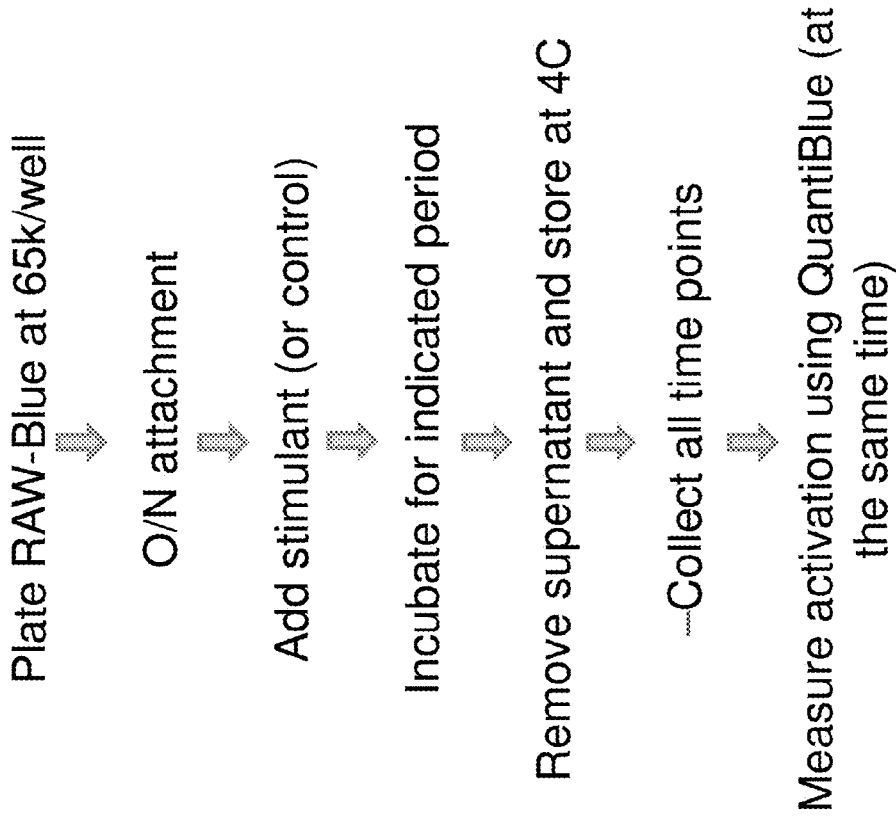 Plate RAW-Blue at 65k/well
O/N attachment
Add stimulant (or control)
Incubate for indicated period
Remove supernatant and store at 4C
Collect all time points
Measure activation using QuantiBlue (at
the same time)